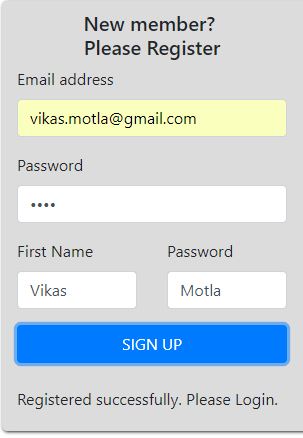 New member?
Please Register
Email address
vikas.motla@gmail.com
Password
••••
First Name Password
Vikas Motla
SIGN UP
Registered successfully. Please Login.